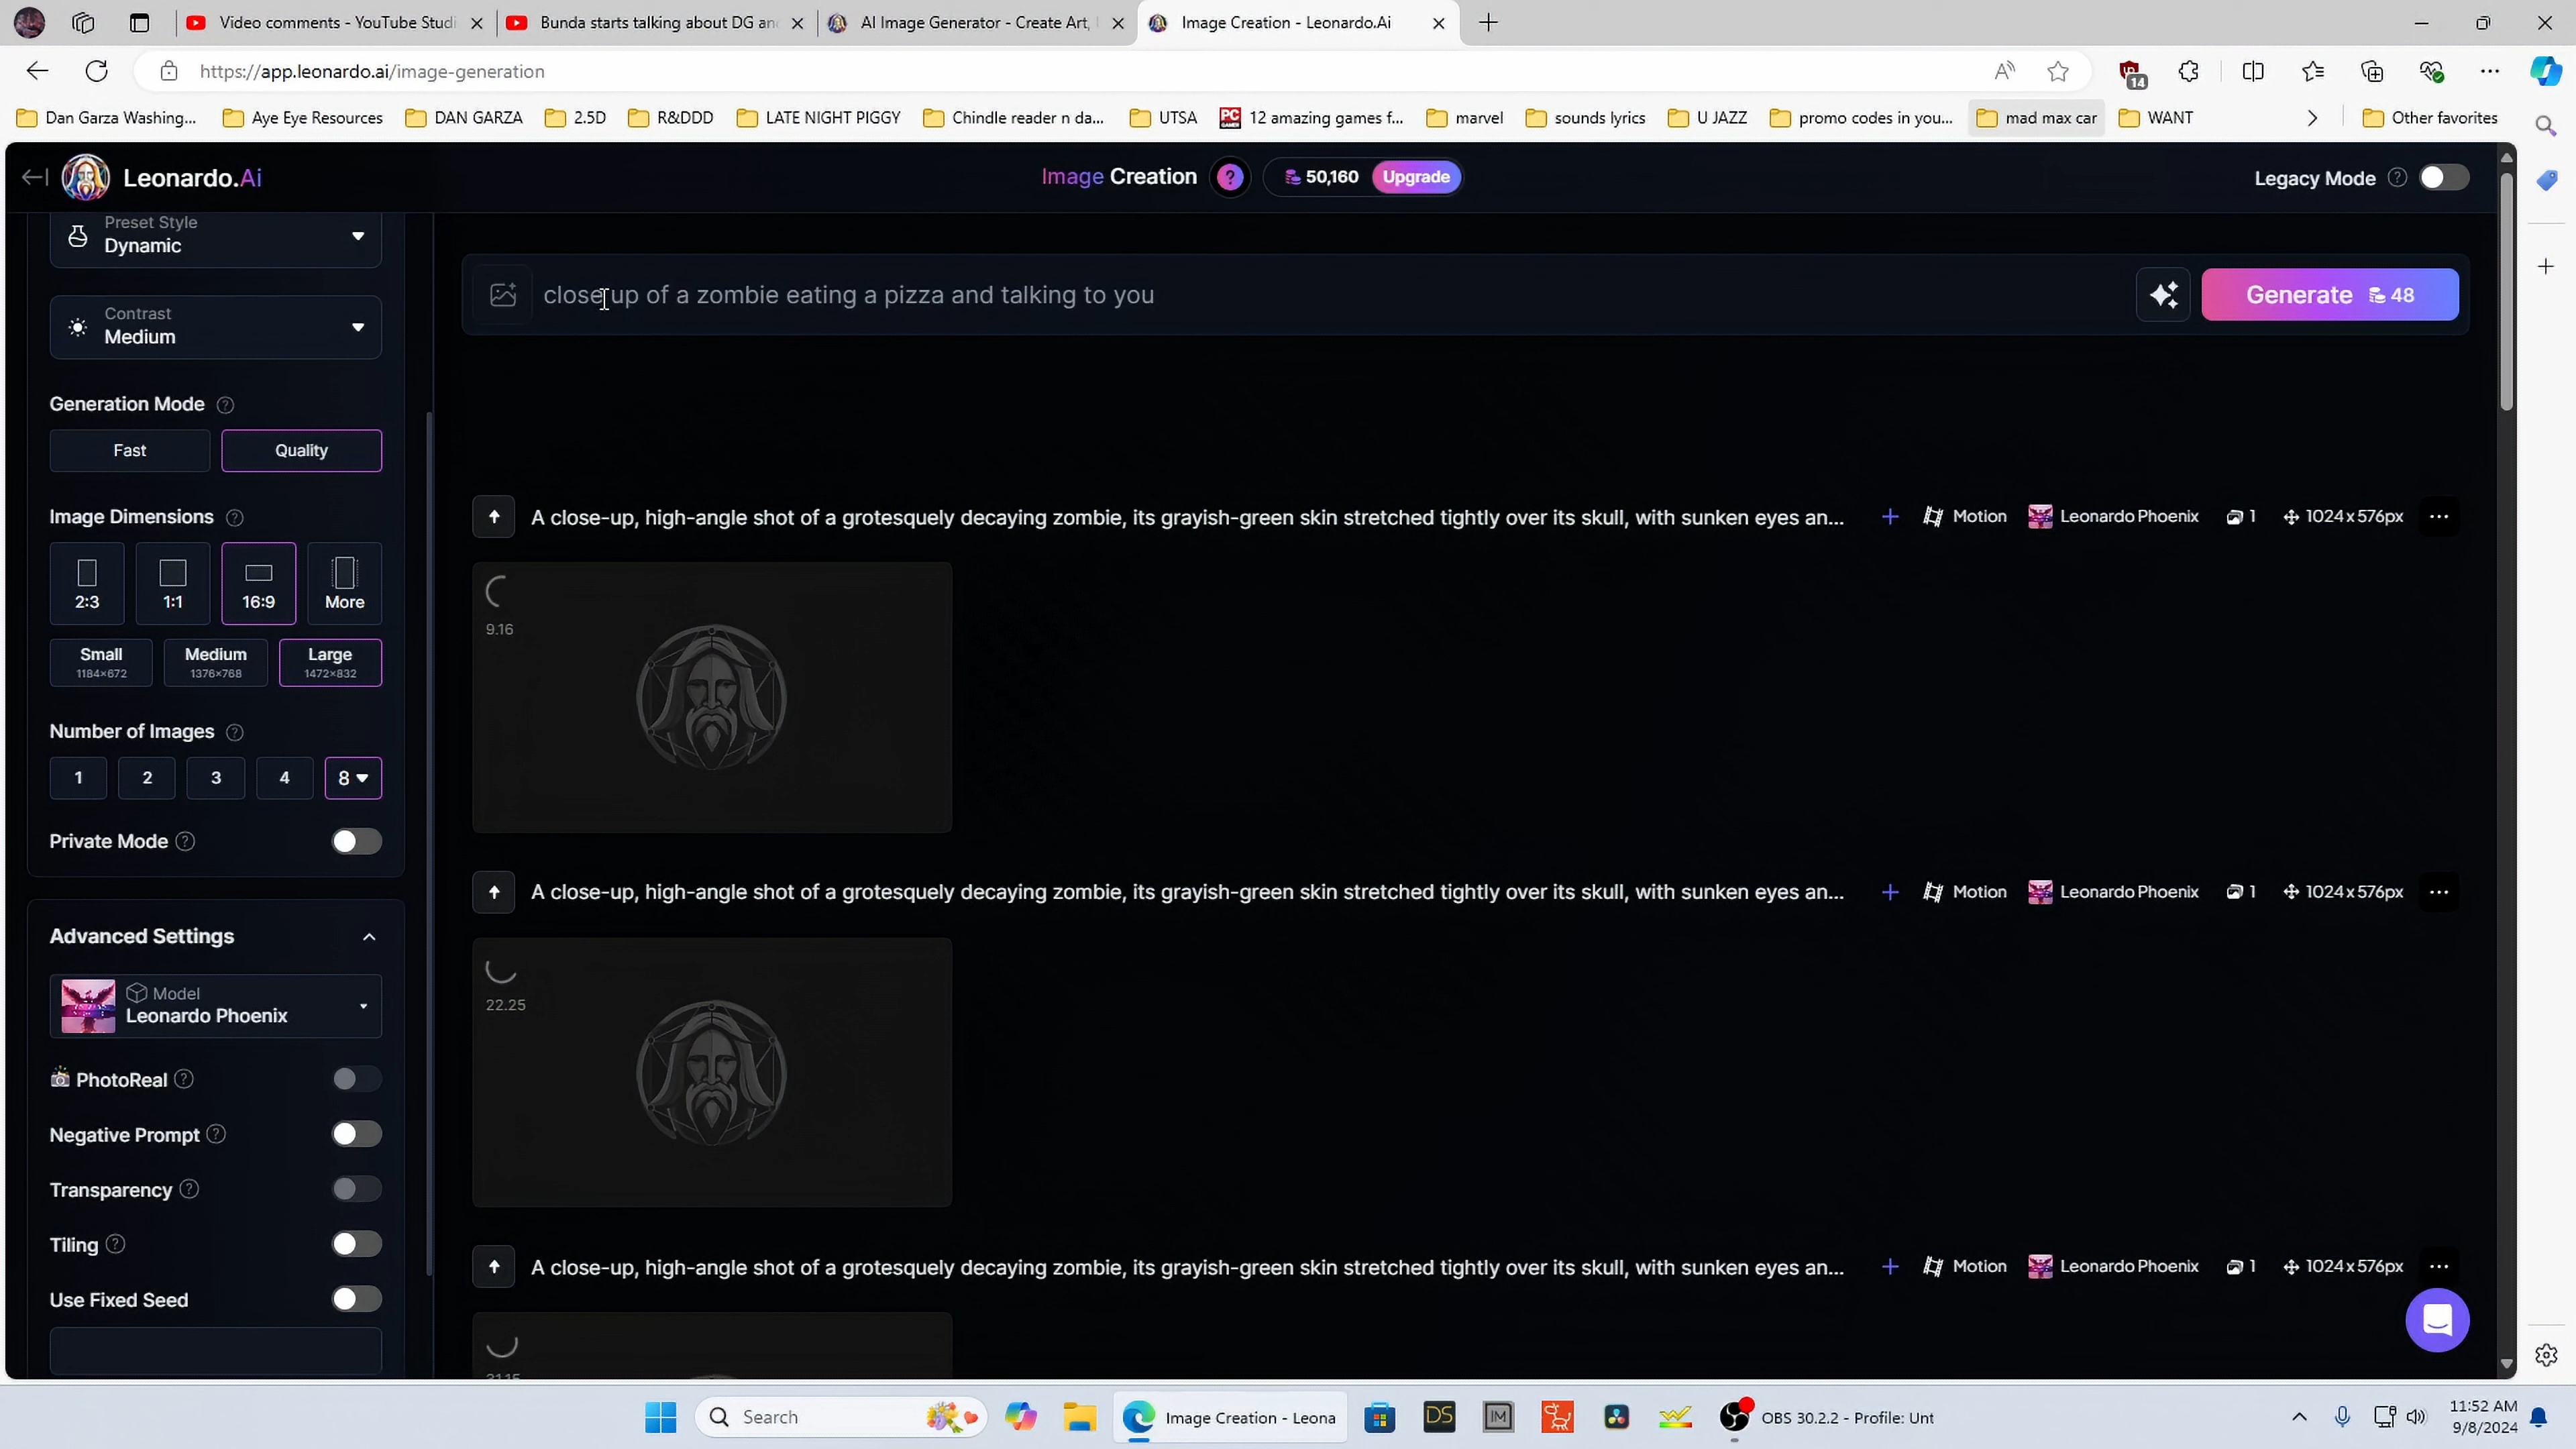 Video comments - YouTube Studi
Bunda starts talking about DG an
AI Image Generator - Create Art,
Image Creation - Leonardo.Ai
https://app.leonardo.ai/image-generation
14
Dan Garza Washing...
Aye Eye Resources
DAN GARZA
2.5D
R&DDD
LATE NIGHT PIGGY
Chindle reader n da...
UTSA
PC
12 amazing games f...
marvel
sounds lyrics
U JAZZ
promo codes in you...
mad max car
WANT
Other favorites
Leonardo.Ai
Image Creation
?
50,160
Upgrade
Legacy Mode ?
Preset Style
Dynamic
Contrast
Medium
Generation Mode ?
Fast
Quality
Image Dimensions ?
2:3
1:1
16:9
More
Small
1184×672
Medium
1376×768
Large
1472×832
Number of Images ?
1
2
3
4
8
Private Mode ?
Advanced Settings
Model
Leonardo Phoenix
PhotoReal ?
Negative Prompt ?
Transparency ?
Tiling ?
Use Fixed Seed
close up of a zombie eating a pizza and talking to you
Generate 48
A close-up, high-angle shot of a grotesquely decaying zombie, its grayish-green skin stretched tightly over its skull, with sunken eyes an...
Motion
Leonardo Phoenix
1
1024 x 576px
9.16
A close-up, high-angle shot of a grotesquely decaying zombie, its grayish-green skin stretched tightly over its skull, with sunken eyes an...
Motion
Leonardo Phoenix
1
1024 x 576px
22.25
A close-up, high-angle shot of a grotesquely decaying zombie, its grayish-green skin stretched tightly over its skull, with sunken eyes an...
Motion
Leonardo Phoenix
1
1024 x 576px
Search
Image Creation - Leona
DS
IM
OBS 30.2.2 - Profile: Unt
11:52 AM
9/8/2024